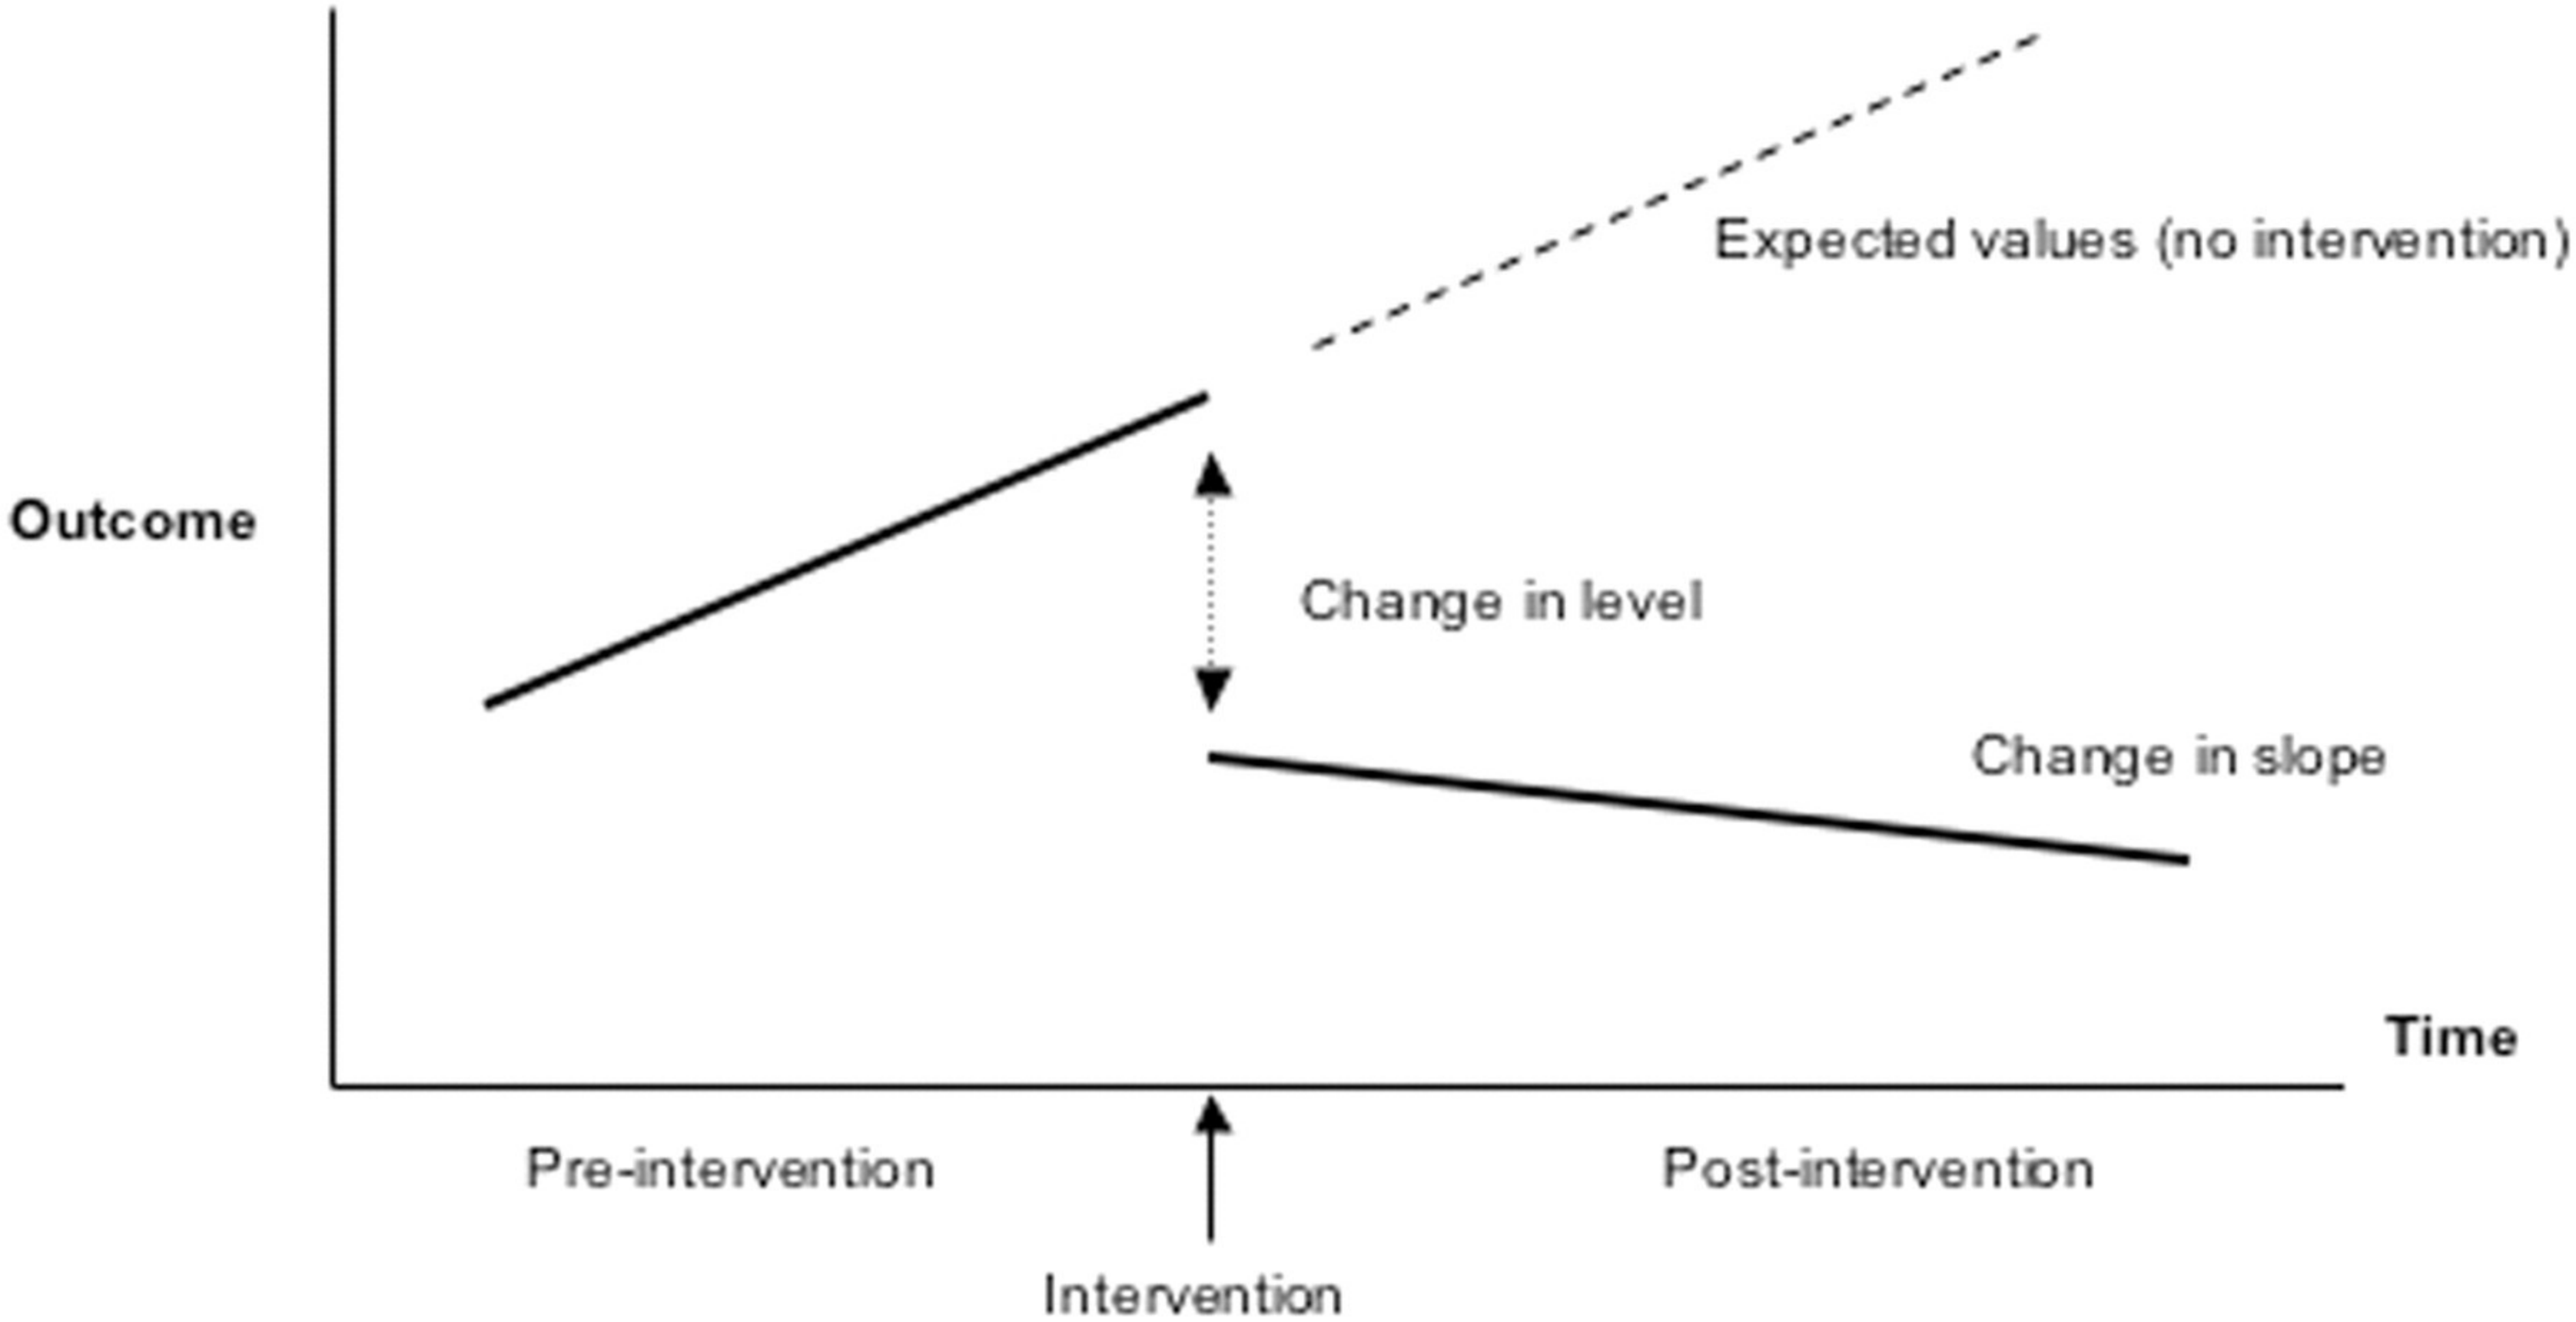 Expected values (no intervention)
Outcome
Change in level
Change in slope
Time
Pre-intervention
Post-intervention
Intervention